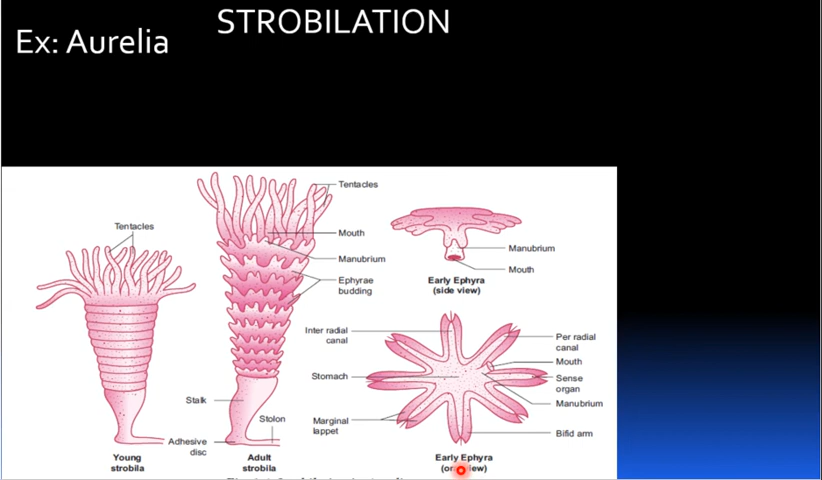 STROBILATION
Ex: Aurelia
Tentacles
Young
strobila
Tentacles
Mouth
Manubrium
Ephyrae
budding
Stalk
Stolon
Adhesive
disc
Adult
strobila
Manubrium
Mouth
Early Ephyra
(side view)
Inter radial
canal
Stomach
Marginal
lappet
Per radial
canal
Mouth
Sense
organ
Manubrium
Bifid arm
Early Ephyra